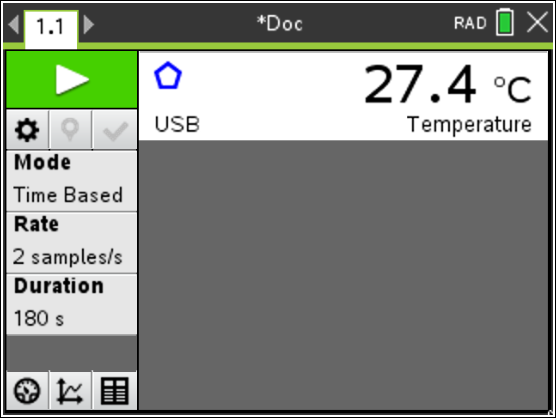 1.1
*Doc
RAD
27.4 °C
USB
Temperature
Mode
Time Based
Rate
2 samples/s
Duration
180 s